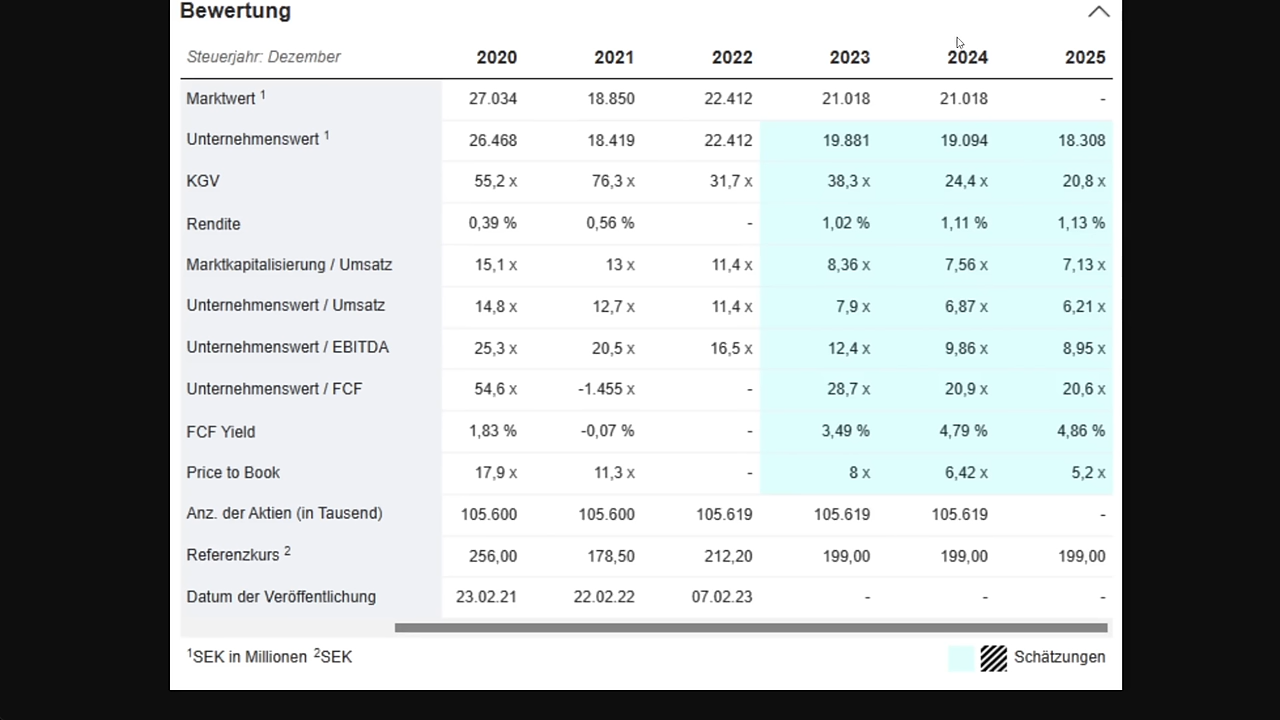 Bewertung
Steuerjahr: Dezember 2020 2021 2022 2023 2024 2025
Marktwert 1 27.034 18.850 22.412 21.018 21.018 -
Unternehmenswert 1 26.468 18.419 22.412 19.881 19.094 18.308
KGV 55,2 x 76,3 x 31,7 x 38,3 x 24,4 x 20,8 x
Rendite 0,39 % 0,56 % - 1,02 % 1,11 % 1,13 %
Marktkapitalisierung / Umsatz 15,1 x 13 x 11,4 x 8,36 x 7,56 x 7,13 x
Unternehmenswert / Umsatz 14,8 x 12,7 x 11,4 x 7,9 x 6,87 x 6,21 x
Unternehmenswert / EBITDA 25,3 x 20,5 x 16,5 x 12,4 x 9,86 x 8,95 x
Unternehmenswert / FCF 54,6 x -1.455 x - 28,7 x 20,9 x 20,6 x
FCF Yield 1,83 % -0,07 % - 3,49 % 4,79 % 4,86 %
Price to Book 17,9 x 11,3 x - 8 x 6,42 x 5,2 x
Anz. der Aktien (in Tausend) 105.600 105.600 105.619 105.619 105.619 -
Referenzkurs 2 256,00 178,50 212,20 199,00 199,00 199,00
Datum der Veröffentlichung 23.02.21 22.02.22 07.02.23 - - -
1SEK in Millionen 2SEK Schätzungen